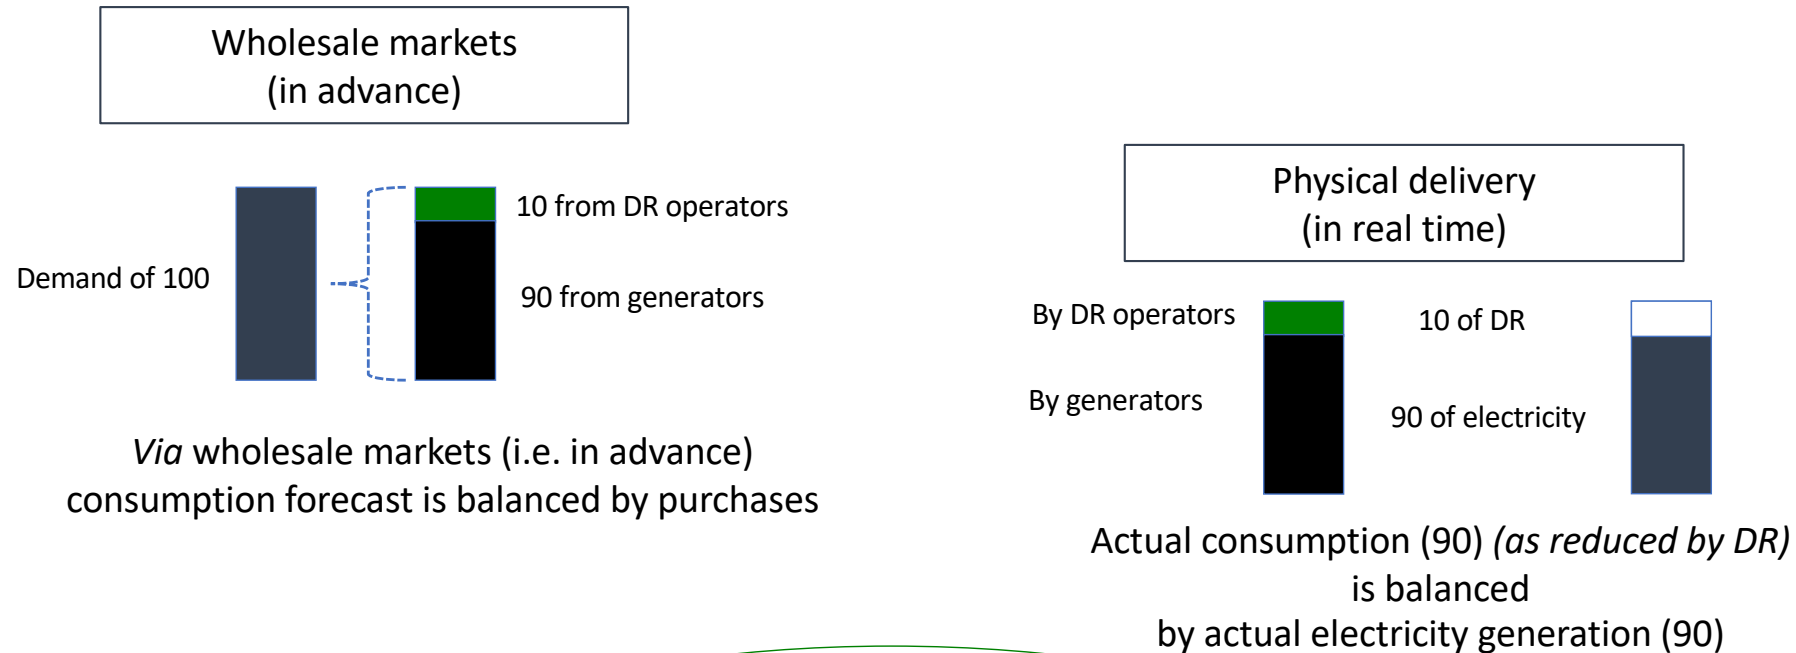 Wholesale markets
(in advance)
Demand of 100
10 from DR operators
90 from generators
Via wholesale markets (i.e. in advance)
consumption forecast is balanced by purchases
Physical delivery
(in real time)
By DR operators
10 of DR
By generators
90 of electricity
Actual consumption (90) (as reduced by DR)
is balanced
by actual electricity generation (90)